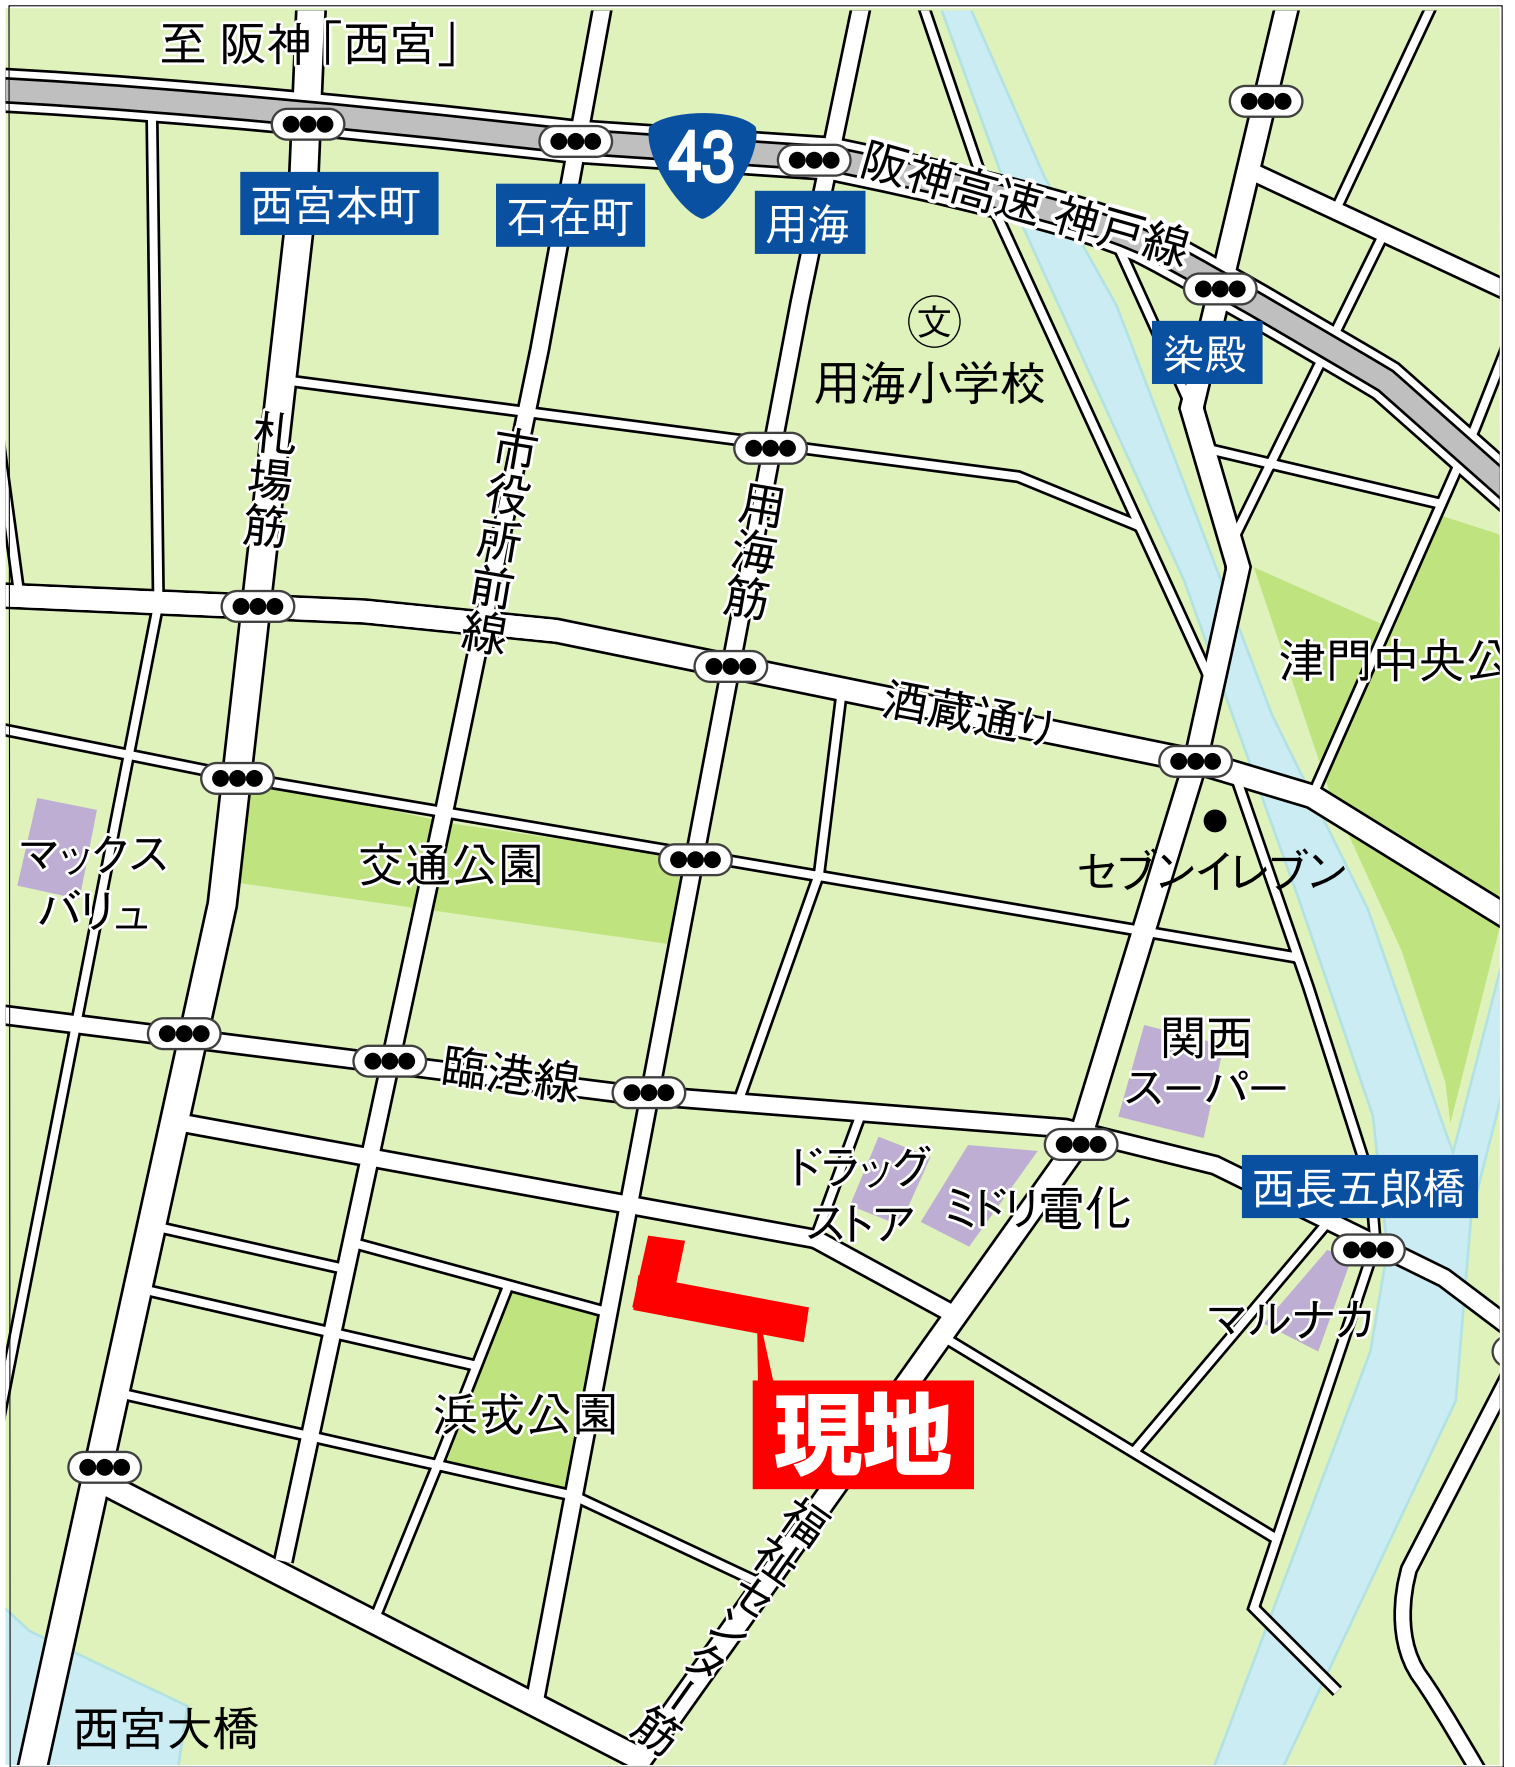 至 阪神「西宮」
43
西宮本町
石在町
用海
阪神高速 神戸線
文
用海小学校
染殿
札場筋
市役所前線
用海筋
津門中央公
酒蔵通り
マックス
バリュ
交通公園
セブンイレブン
関西
スーパー
臨港線
ドラッグ
ストア
ミドリ電化
西長五郎橋
マルナカ
浜戎公園
現地
福祉センター筋
西宮大橋